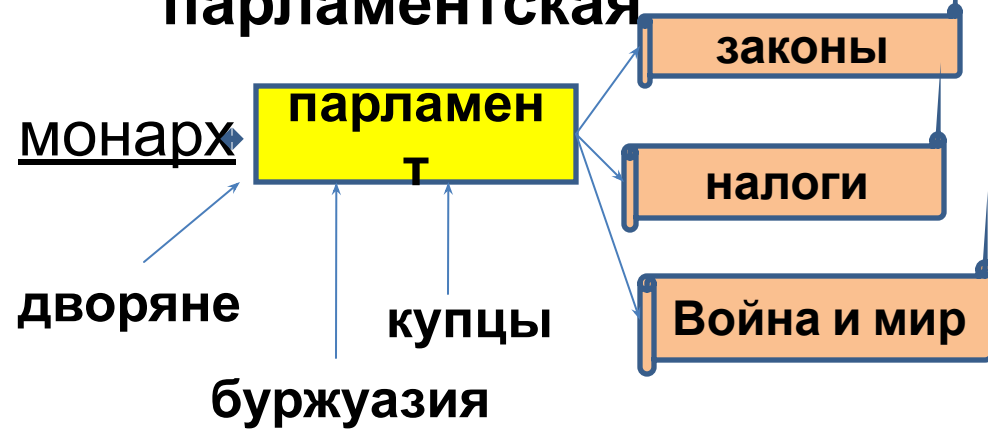 парламентская
законы
парламен
т
монарх
налоги
дворяне
купцы
Война и мир
буржуазия